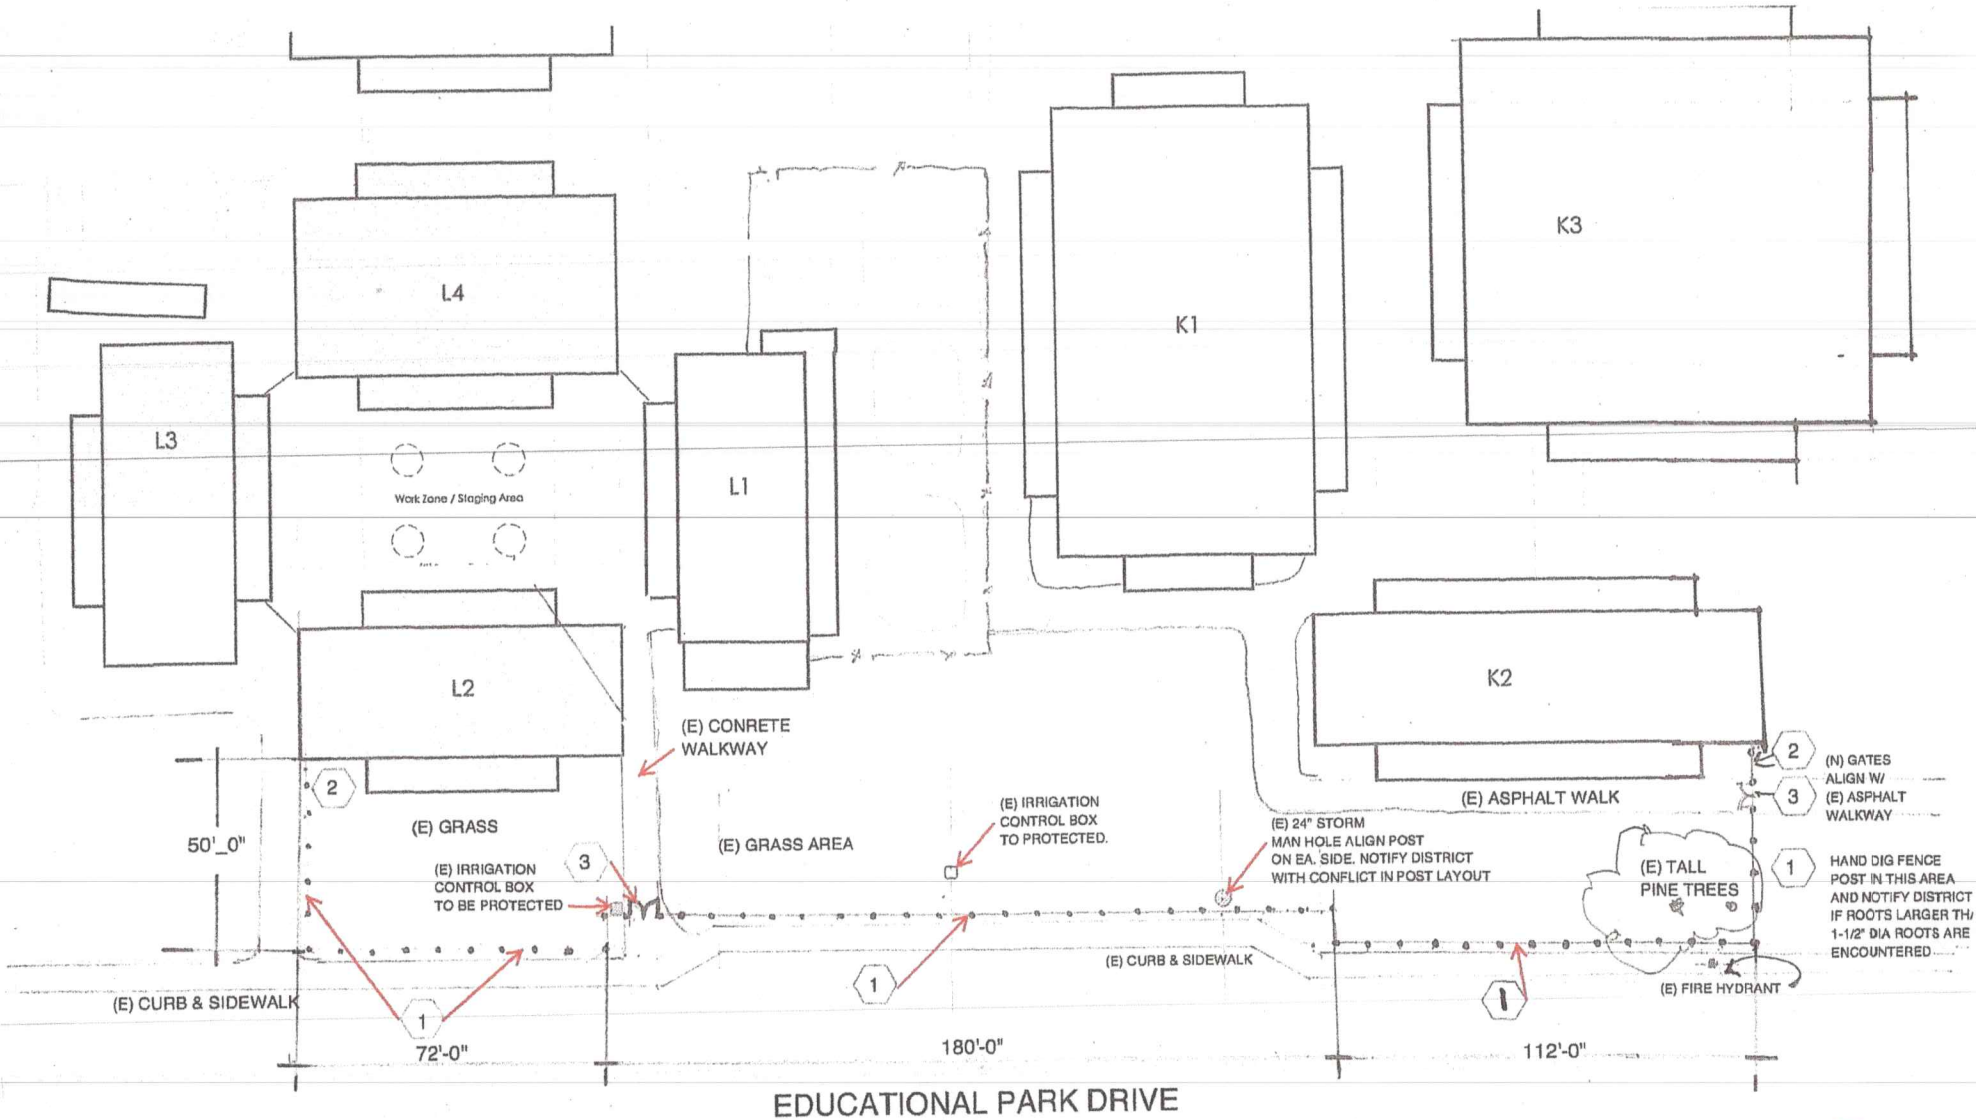 K3
L4
K1
L3
L1
Work Zone / Staging Area
L2
K2
(E) CONRETE
WALKWAY
2
(N) GATES
ALIGN W/
3
(E) ASPHALT
WALKWAY
2
(E) ASPHALT WALK
(E) IRRIGATION
CONTROL BOX
TO PROTECTED.
(E) GRASS
50'_0"
(E) GRASS AREA
(E) 24" STORM
MAN HOLE ALIGN POST
ON EA. SIDE. NOTIFY DISTRICT
WITH CONFLICT IN POST LAYOUT
3
(E) IRRIGATION
CONTROL BOX
TO BE PROTECTED
(E) TALL
PINE TREES
1
HAND DIG FENCE
POST IN THIS AREA
AND NOTIFY DISTRICT
IF ROOTS LARGER TH
1-1/2" DIA ROOTS ARE
ENCOUNTERED
(E) CURB & SIDEWALK
1
1
(E) FIRE HYDRANT
(E) CURB & SIDEWALK
1
72'-0"
180'-0"
112'-0"
EDUCATIONAL PARK DRIVE